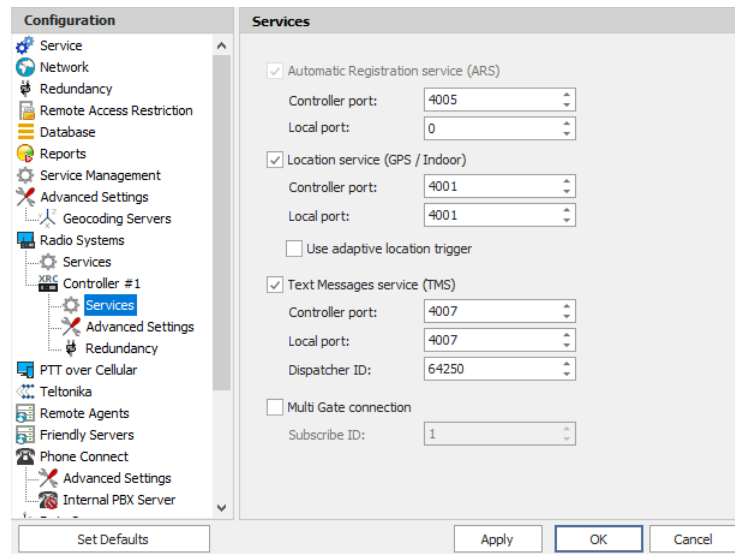 Configuration
Service
Network
Redundancy
Remote Access Restriction
Database
Reports
Service Management
Advanced Settings
Geocoding Servers
Radio Systems
Services
XRC Controller #1
Services
Advanced Settings
Redundancy
PTT over Cellular
Teltonika
Remote Agents
Friendly Servers
Phone Connect
Advanced Settings
Internal PBX Server
Set Defaults
Services
Automatic Registration service (ARS)
Controller port: 4005
Local port: 0
Location service (GPS / Indoor)
Controller port: 4001
Local port: 4001
Use adaptive location trigger
Text Messages service (TMS)
Controller port: 4007
Local port: 4007
Dispatcher ID: 64250
Multi Gate connection
Subscribe ID: 1
Apply OK Cancel